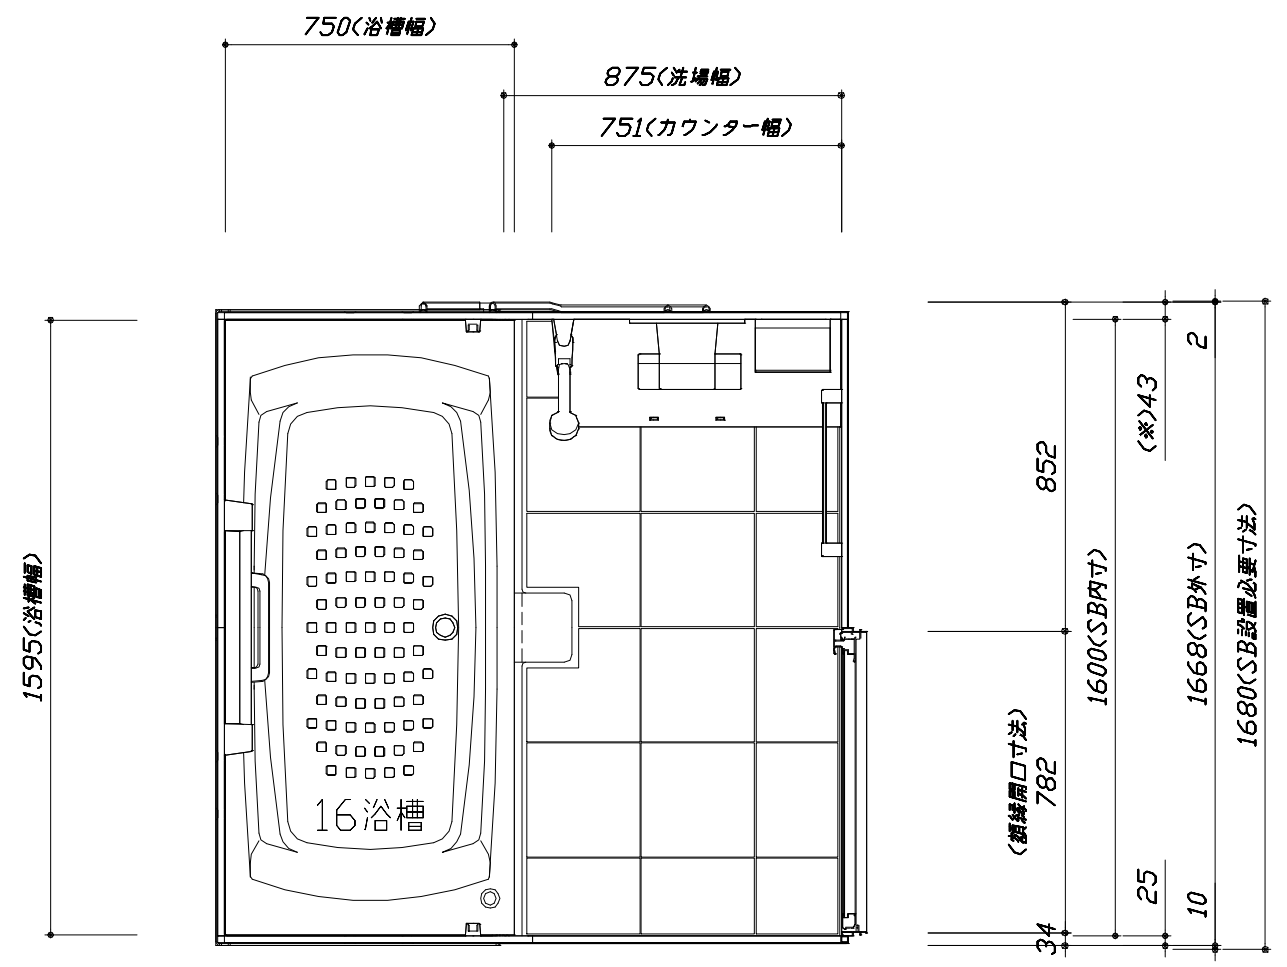 750(浴槽幅)
875(洗場幅)
751(カウンター幅)
2
(※)43
852
1595(浴槽幅)
1600(SB内寸)
1668(SB外寸)
1680(SB設置必要寸法)
(額縁開口寸法)
782
16浴槽
25
10
34